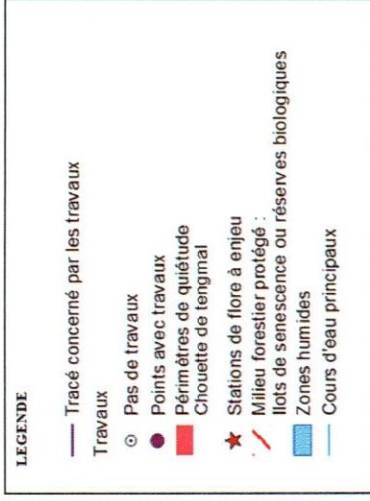 LEGENDE
Tracé concerné par les travaux
Travaux
Pas de travaux
Points avec travaux
Périmètres de quiétude
Chouette de tengmal
Stations de flore à enjeu
Milieu forestier protégé :
Ilots de senescence ou réserves biologiques
Zones humides
Cours d'eau principaux